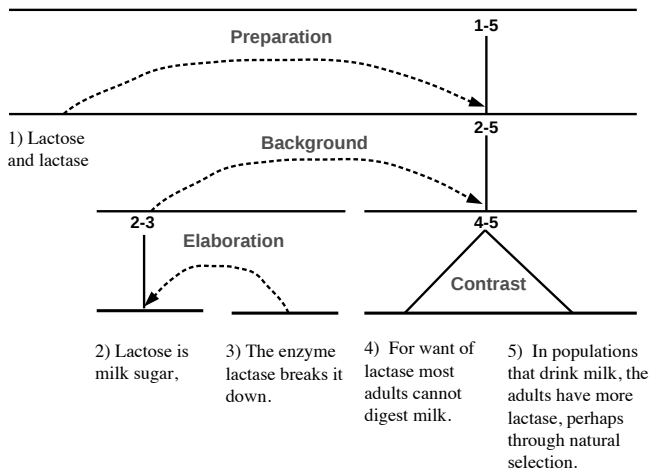 Preparation
1-5
1) Lactose
and lactase
Background
2-5
2-3
Elaboration
4-5
Contrast
2) Lactose is
milk sugar,
3) The enzyme
lactase breaks it
down.
4) For want of
lactase most
adults cannot
digest milk.
5) In populations
that drink milk, the
adults have more
lactase, perhaps
through natural
selection.